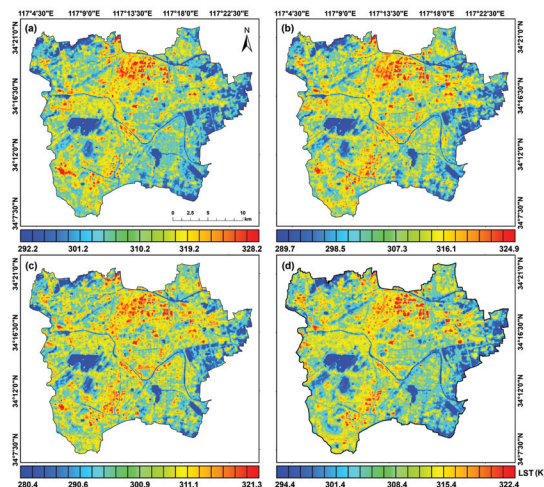 117°4'30"E 117°9'0"E 117°13'30"E 117°18'0"E 117°22'30"E
117°4'30"E 117°9'0"E 117°13'30"E 117°18'0"E 117°22'30"E
(a)
N
34°21'0"N
34°16'30"N
34°12'0"N
34°7'30"N
0 2.5 5 10
km
292.2 301.2 310.2 319.2 328.2
(b)
34°21'0"N
34°16'30"N
34°12'0"N
34°7'30"N
289.7 298.5 307.3 316.1 324.9
(c)
34°21'0"N
34°16'30"N
34°12'0"N
34°7'30"N
280.4 290.6 300.9 311.1 321.3
(d)
34°21'0"N
34°16'30"N
34°12'0"N
34°7'30"N
294.4 301.4 308.4 315.4 322.4
LST (K